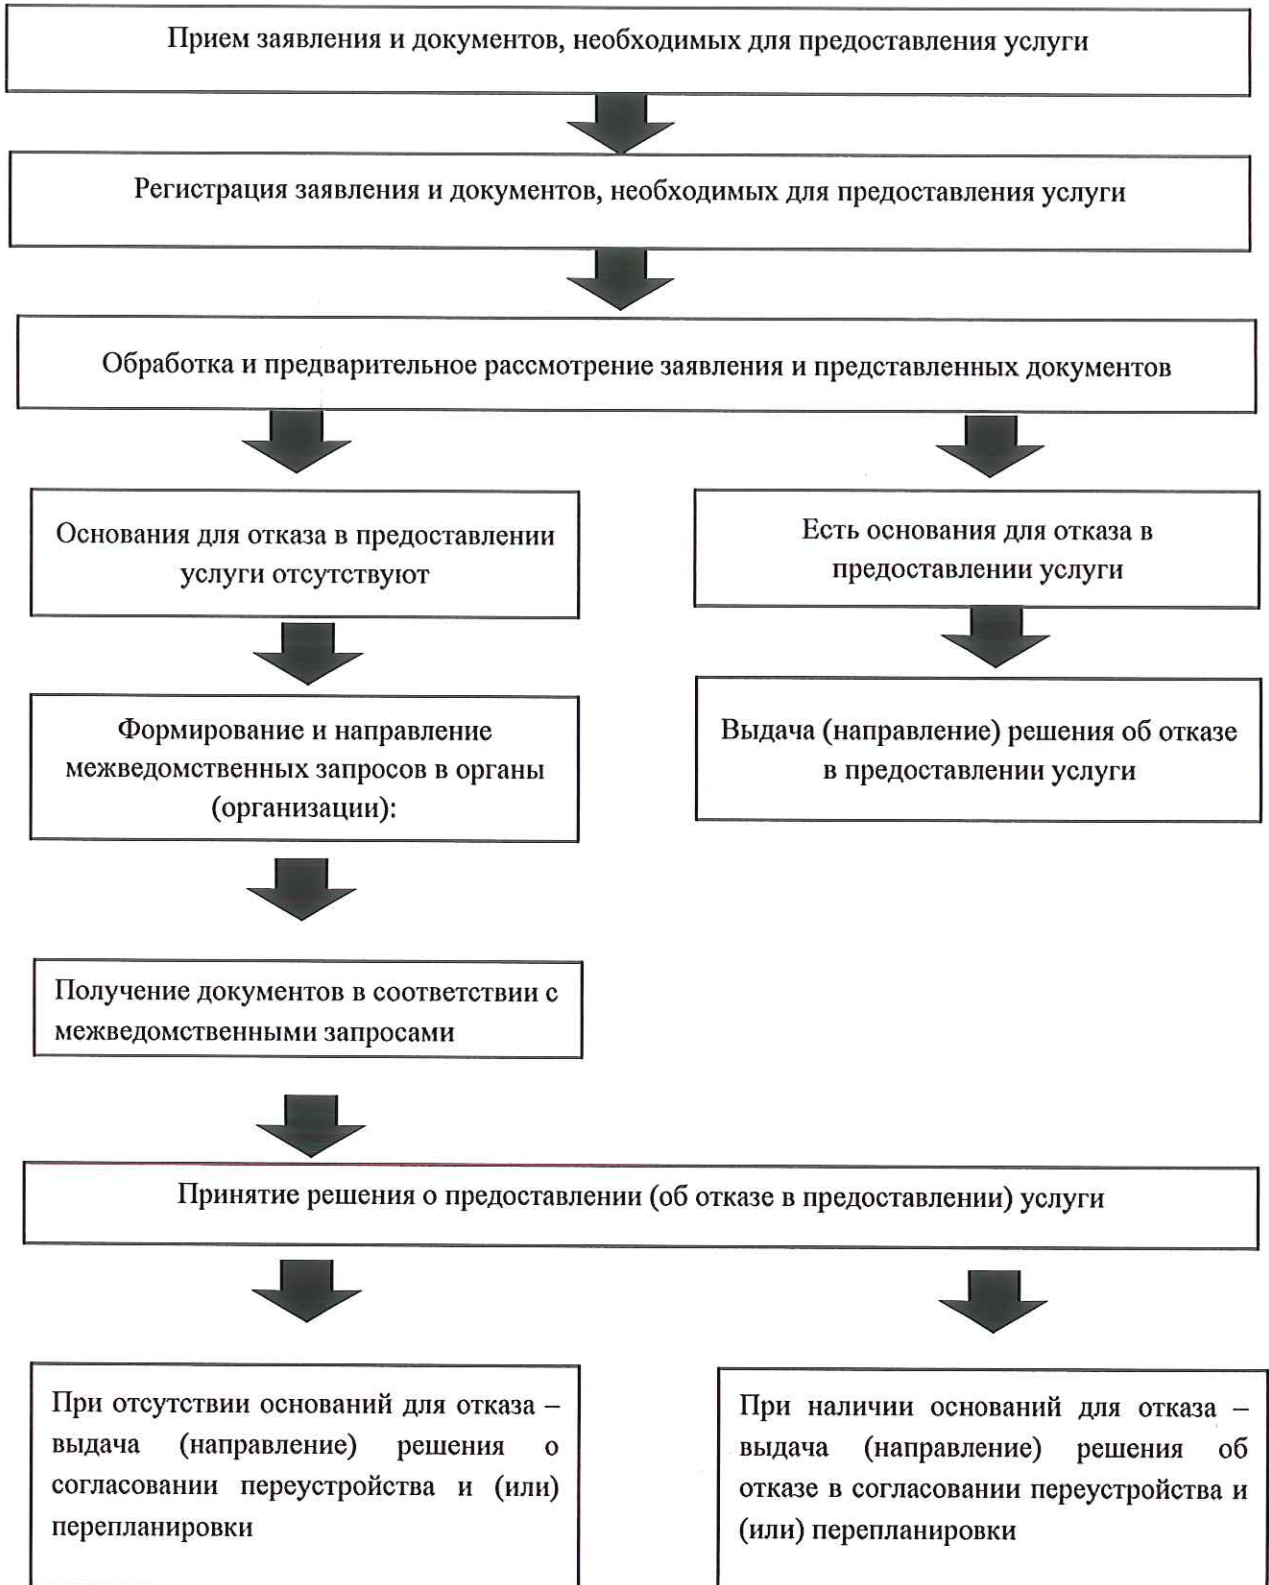 Прием заявления и документов, необходимых для предоставления услуги
Регистрация заявления и документов, необходимых для предоставления услуги
Обработка и предварительное рассмотрение заявления и представленных документов
Основания для отказа в предоставлении
услуги отсутствуют
Есть основания для отказа в
предоставлении услуги
Формирование и направление
межведомственных запросов в органы
(организации):
Выдача (направление) решения об отказе
в предоставлении услуги
Получение документов в соответствии с
межведомственными запросами
Принятие решения о предоставлении (об отказе в предоставлении) услуги
При отсутствии оснований для отказа –
выдача (направление) решения о
согласовании переустройства и (или)
перепланировки
При наличии оснований для отказа –
выдача (направление) решения об
отказе в согласовании переустройства и
(или) перепланировки